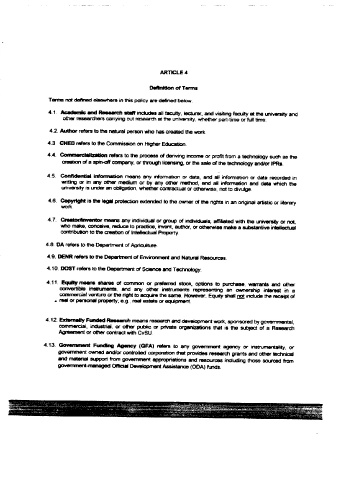 ARTICLE 4
Definition of Terms
Terms not defined elsewhere in this policy are defined below:
4.1. Academic and Research staff includes all faculty, lecturer, and visiting faculty at the university and
other researchers carrying out research at the university, whether part time or full time.
4.2. Author refers to the natural person who has created the work
4.3 CHED refers to the Commission on Higher Education
4.4. Commercialization refers to the process of deriving income or profit from a technology such as the
creation of a spin-off company, or through licensing, or the sale of the technology and/or IPRs
4.5. Confidential information means any information or data, and all information or data recorded in
writing or in any other medium or by any other method, and all information and data which the
university is under an obligation, whether contractual or otherwise, not to divulge
4.6. Copyright is the legal protection extended to the owner of the rights in an original artistic or literary
work
4.7. Creator/Inventor means any individual or group of individuals, affiliated with the university or not,
who make, conceive, reduce to practice, invent, author, or otherwise make a substantive intellectual
contribution to the creation of Intellectual Property
4.8. DA refers to the Department of Agriculture
4.9. DENR refers to the Department of Environment and Natural Resources
4.10. DOST refers to the Department of Science and Technology
4.11. Equity means shares of common or preferred stock, options to purchase, warrants and other
convertible instruments, and any other instruments representing an ownership interest in a
commercial venture or the right to acquire the same. However, Equity shall not include the receipt of
real or personal property, e.g. real estate or equipment
4.12. Externally Funded Research means research and development work, sponsored by governmental,
commercial, industrial, or other public or private organizations that is the subject of a Research
Agreement or other contract with CvSU
4.13. Government Funding Agency (GFA) refers to any government agency or instrumentality, or
government owned and/or controlled corporation that provides research grants and other technical
and material support from government appropriations and resources including those sourced from
government-managed Official Development Assistance (ODA) funds.